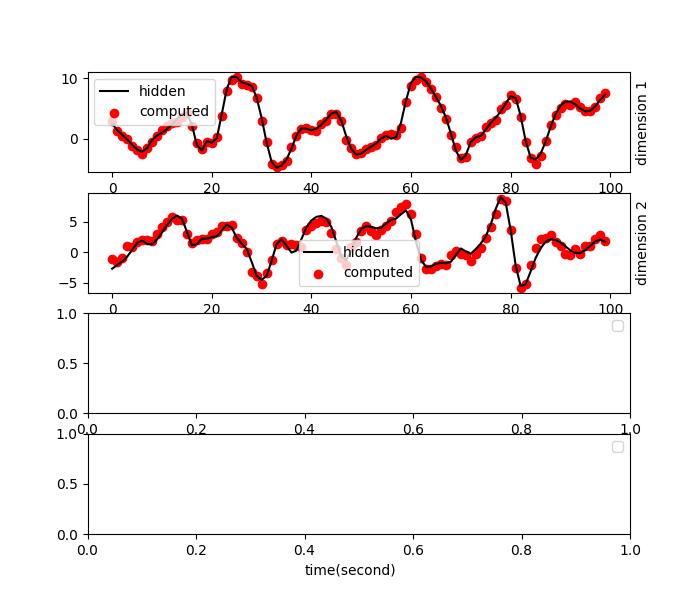 10
0
hidden
computed
dimension 1
0 20 40 60 80 100
5
0
−5
hidden
computed
dimension 2
0 20 40 60 80 100
1.0
0.5
0.0
0.0 0.2 0.4 0.6 0.8 1.0
1.0
0.5
0.0
0.0 0.2 0.4 0.6 0.8 1.0
time(second)